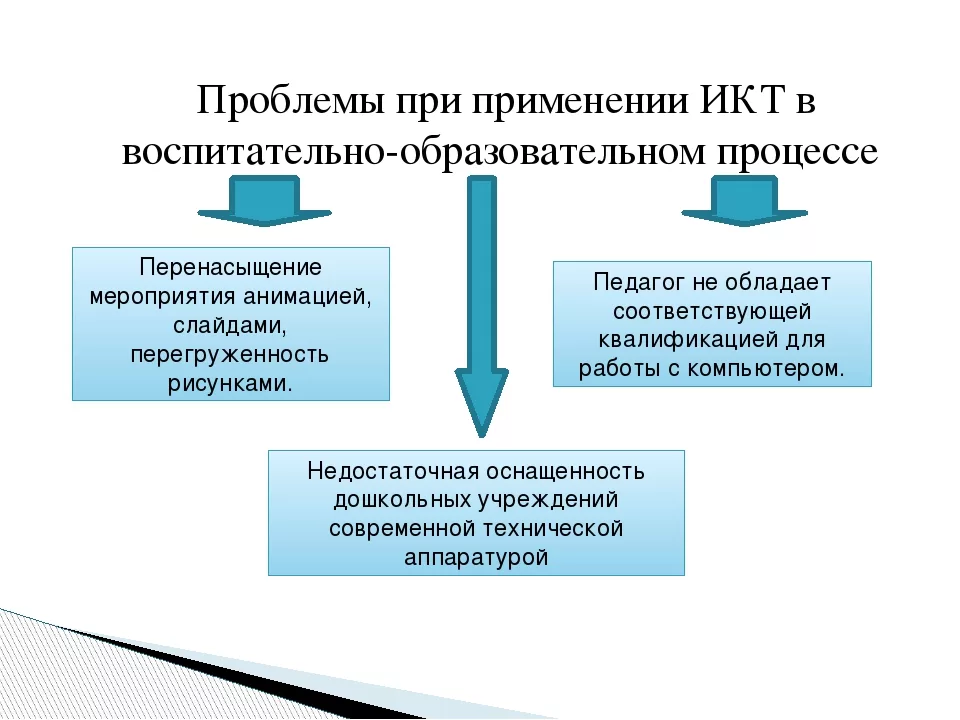 Проблемы при применении ИКТ в
воспитательно-образовательном процессе
Перенасыщение
мероприятия анимацией,
слайдами,
перегруженность
рисунками.
Педагог не обладает
соответствующей
квалификацией для
работы с компьютером.
Недостаточная оснащенность
дошкольных учреждений
современной технической
аппаратурой